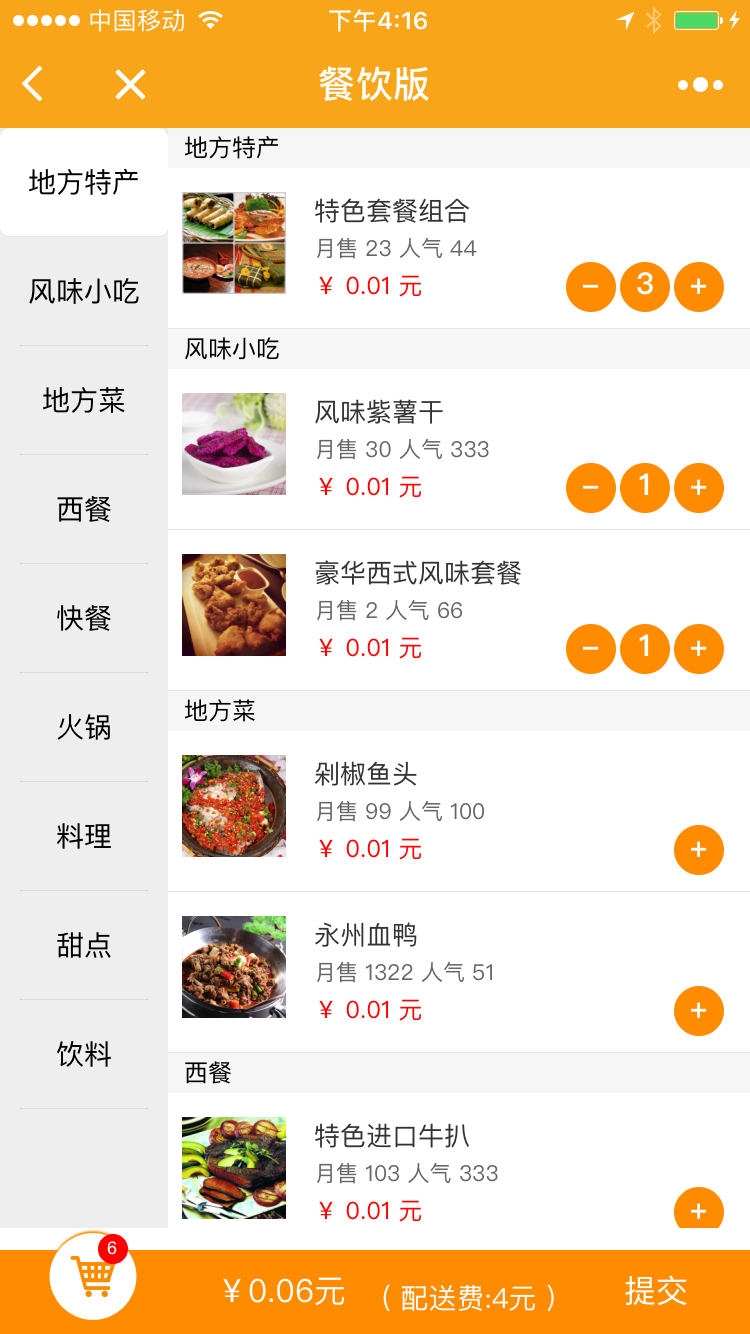 中国移动 下午4:16
餐饮版
地方特产
风味小吃
地方菜
西餐
快餐
火锅
料理
甜点
饮料
地方特产
特色套餐组合
月售 23 人气 44
¥ 0.01 元
3
风味小吃
风味紫薯干
月售 30 人气 333
¥ 0.01 元
1
豪华西式风味套餐
月售 2 人气 66
¥ 0.01 元
1
地方菜
剁椒鱼头
月售 99 人气 100
¥ 0.01 元
永州血鸭
月售 1322 人气 51
¥ 0.01 元
西餐
特色进口牛扒
月售 103 人气 333
¥ 0.01 元
6
¥0.06元 ( 配送费:4元 ) 提交